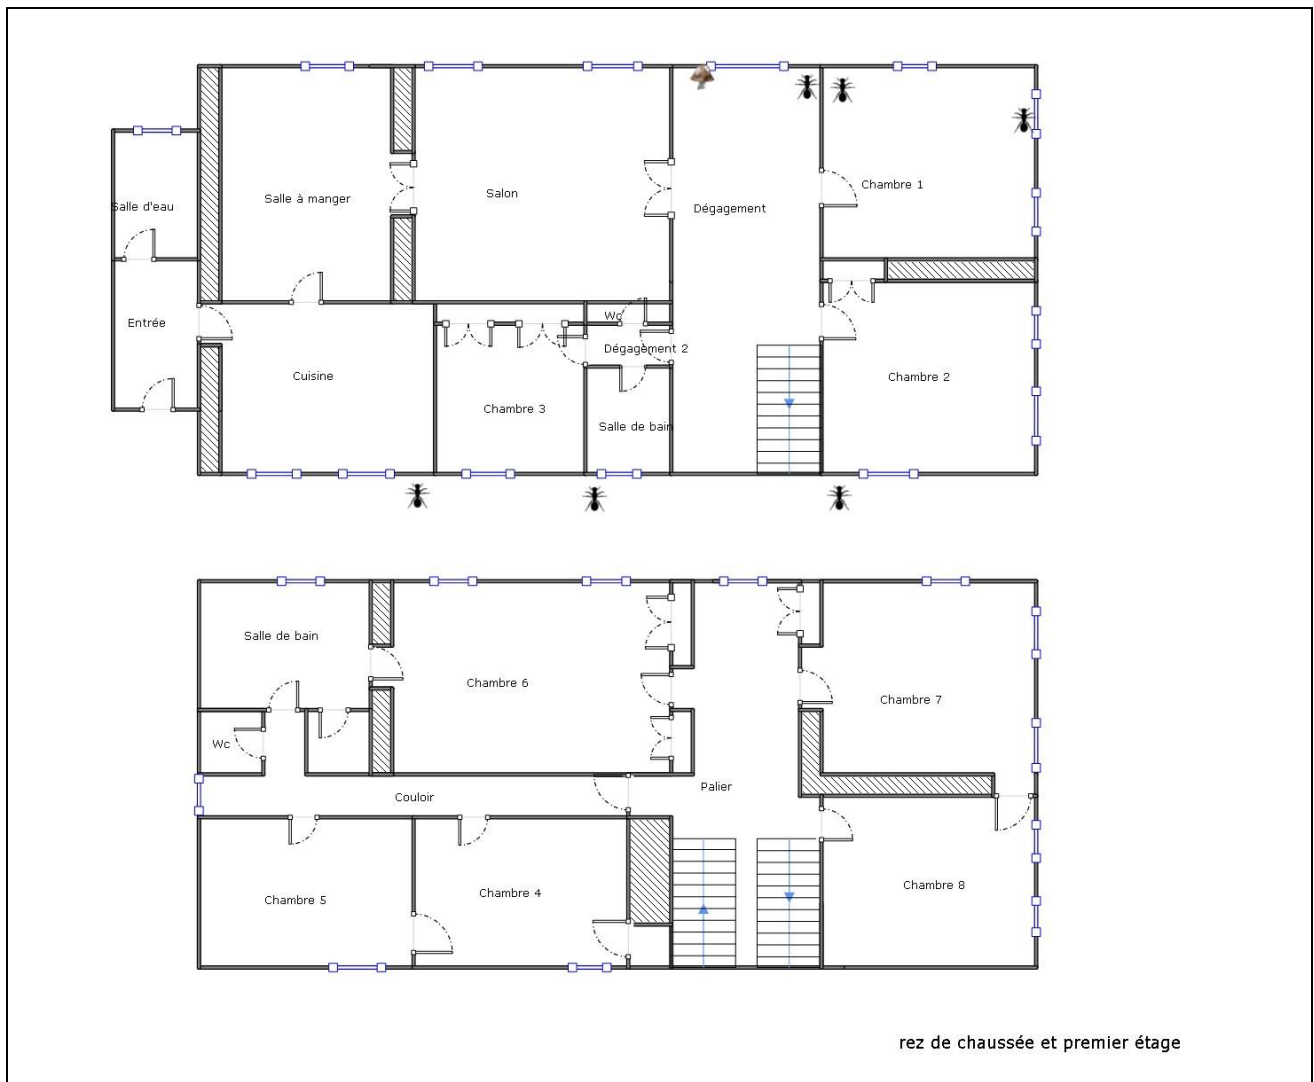 Salle d'eau
Salle à manger
Salon
Dégagement
Chambre 1
Entrée
Wc
Dégagement 2
Cuisine
Chambre 3
Salle de bain
Chambre 2
Salle de bain
Chambre 6
Chambre 7
Wc
Couloir
Palier
Chambre 5
Chambre 4
Chambre 8
rez de chaussée et premier étage